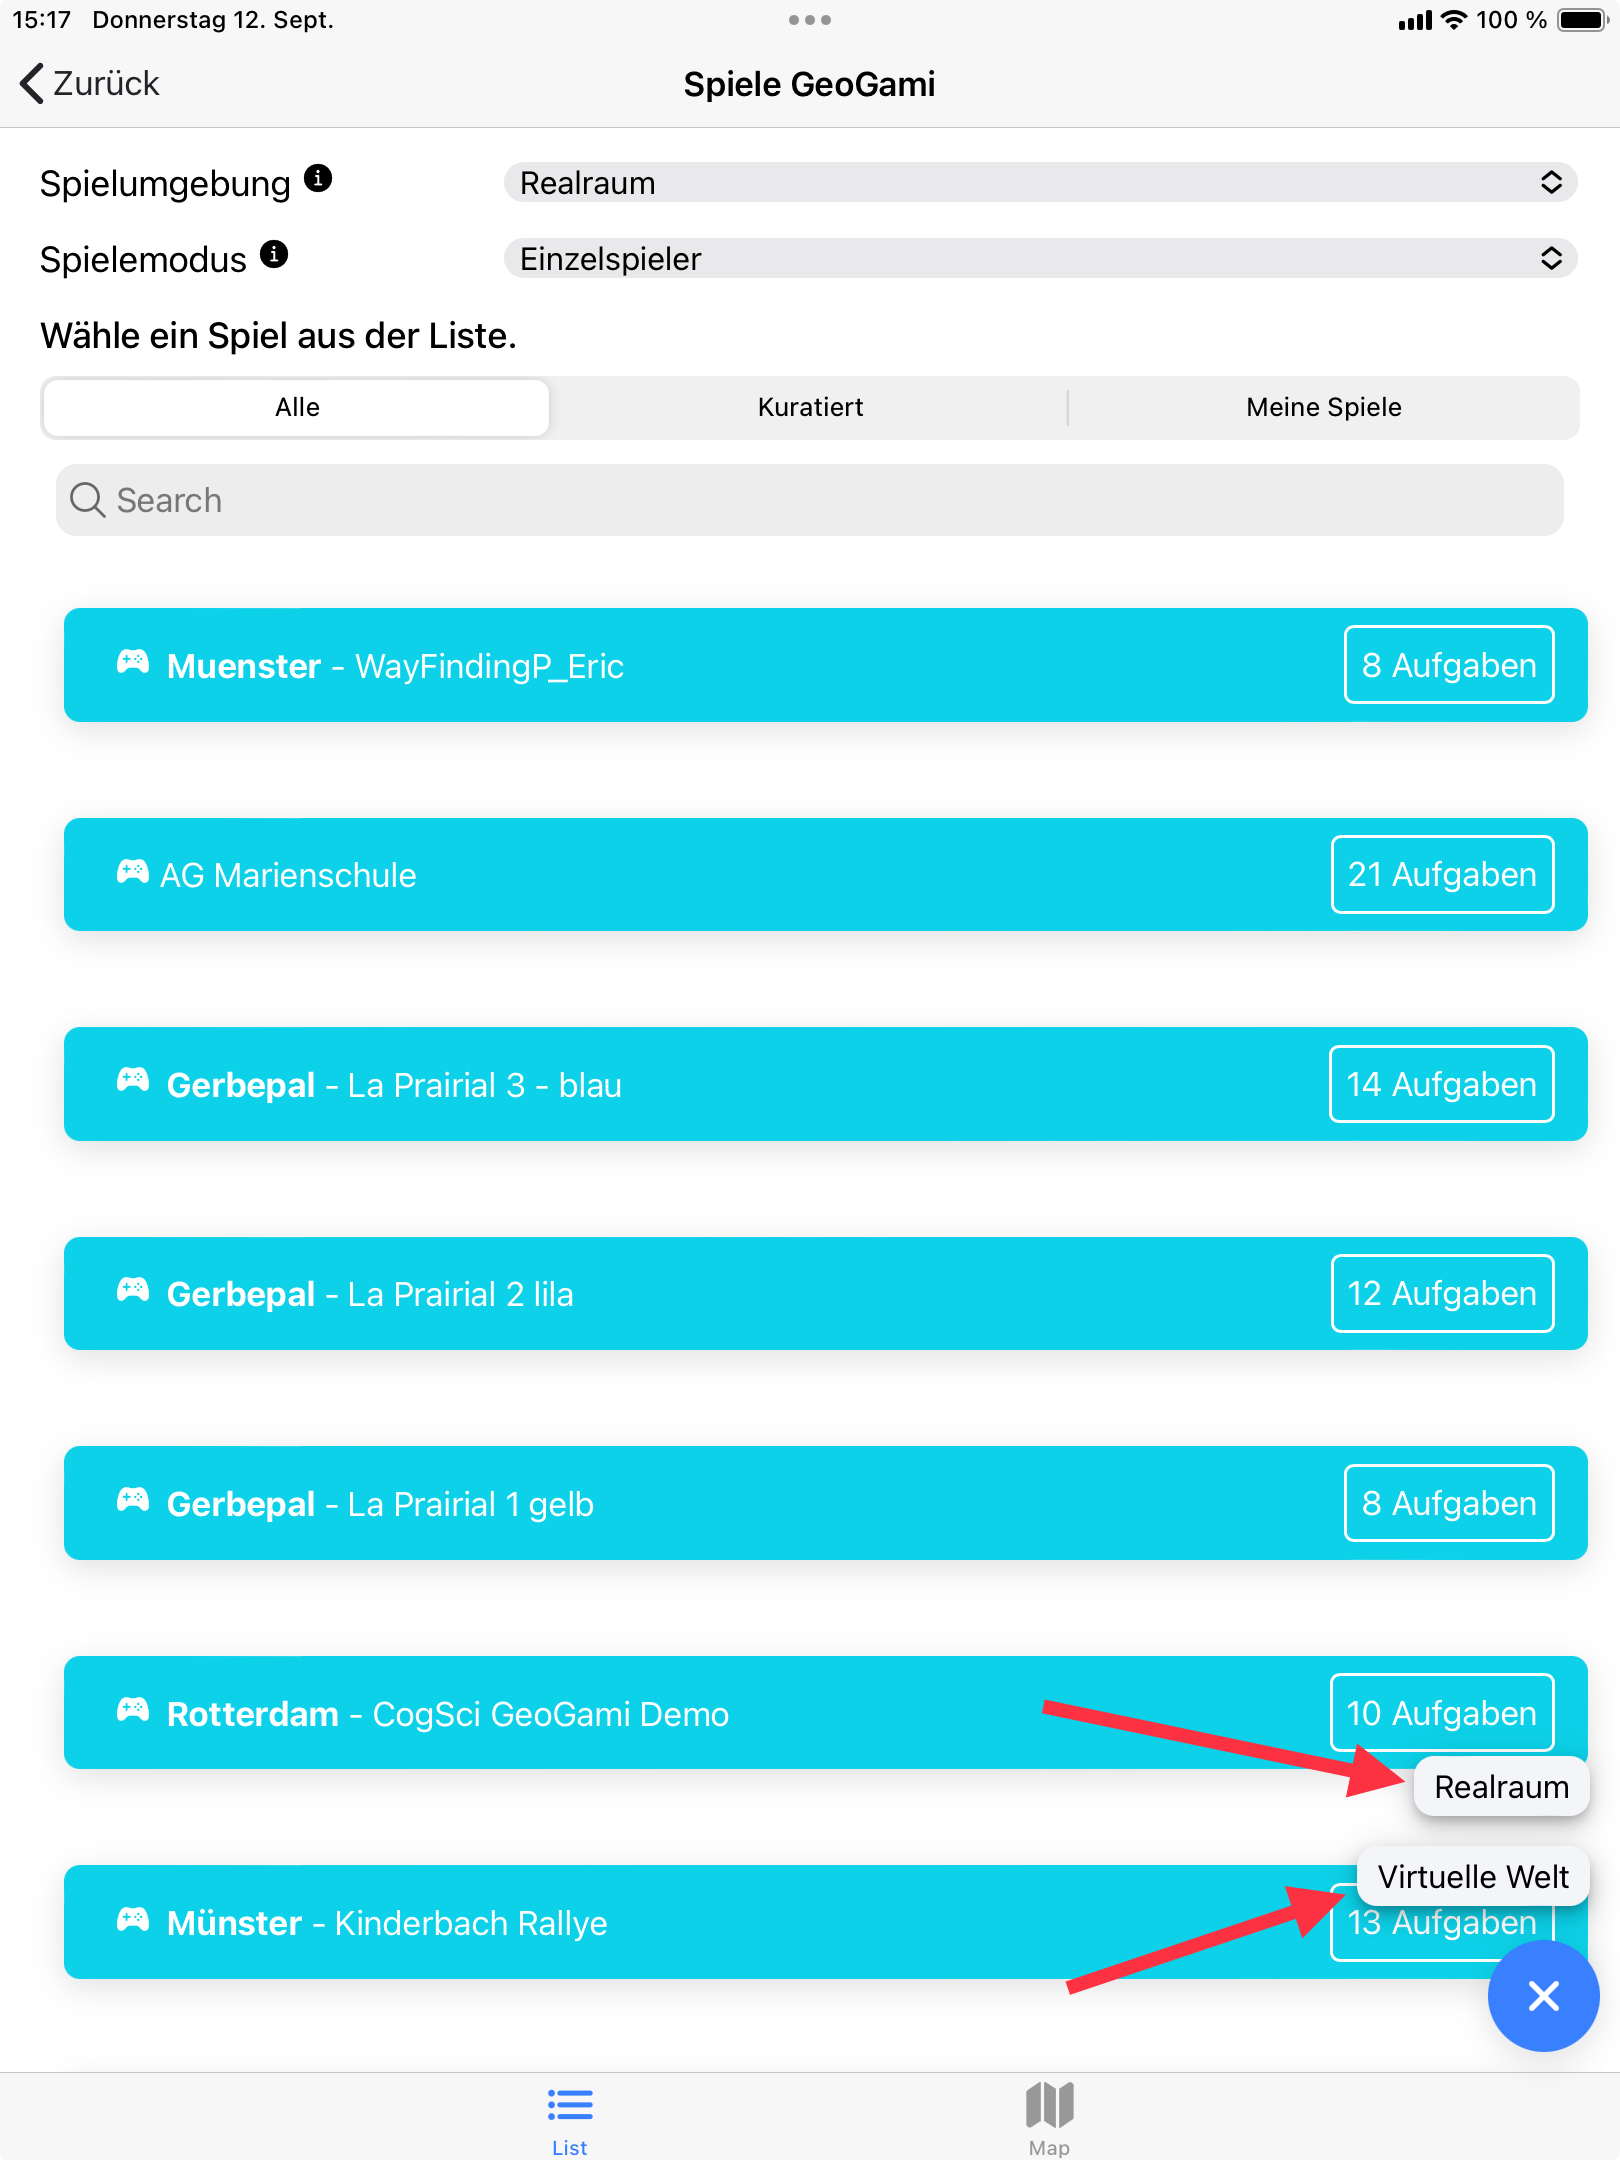 15:17 Donnerstag 12. Sept. 100 %
Zurück
Spiele GeoGami
Spielumgebung Realraum
Spielemodus Einzelspieler
Wähle ein Spiel aus der Liste.
Alle Kuratiert Meine Spiele
Search
Muenster - WayFindingP_Eric 8 Aufgaben
AG Marienschule 21 Aufgaben
Gerbepal - La Prairial 3 - blau 14 Aufgaben
Gerbepal - La Prairial 2 lila 12 Aufgaben
Gerbepal - La Prairial 1 gelb 8 Aufgaben
Rotterdam - CogSci GeoGami Demo 10 Aufgaben
Realraum
Virtuelle Welt
Münster - Kinderbach Rallye 13 Aufgaben
List Map